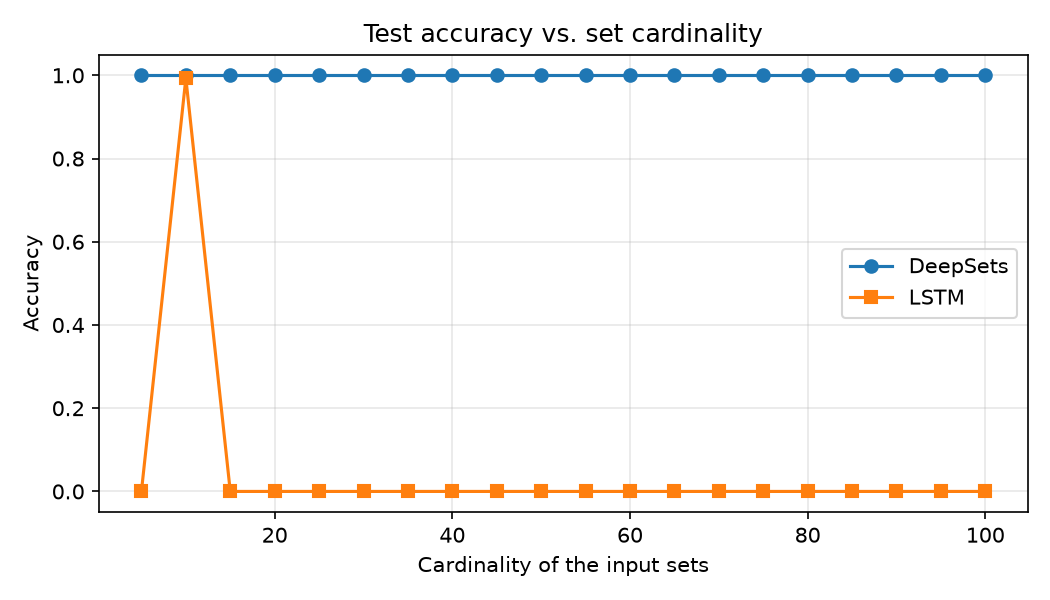 Test accuracy vs. set cardinality
1.0
0.8
0.6
0.4
0.2
0.0
Accuracy
DeepSets
LSTM
20 40 60 80 100
Cardinality of the input sets